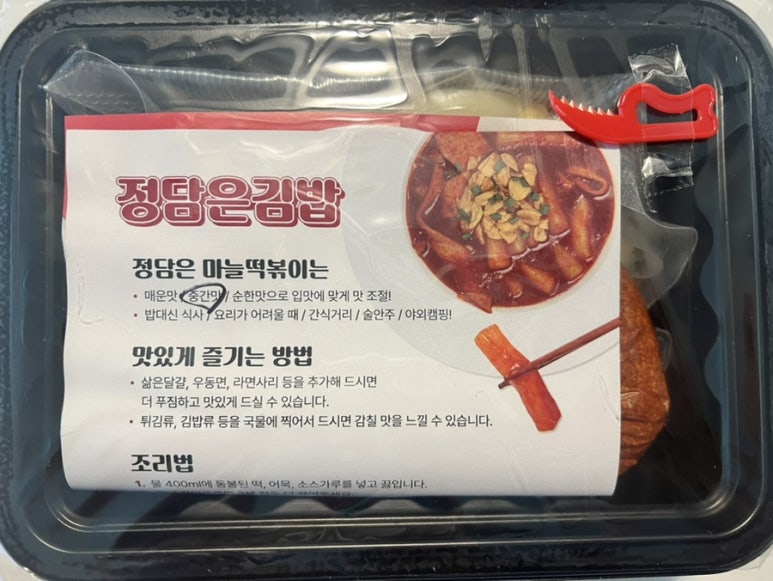 정담은김밥
정담은 마늘떡볶이는
• 매운맛 / 중간맛 / 순한맛으로 입맛에 맞게 맛 조절!
• 밥대신 식사 / 요리가 어려울 때 / 간식거리 / 술안주 / 야외캠핑!
맛있게 즐기는 방법
• 삶은달걀, 우동면, 라면사리 등을 추가해 드시면
더 푸짐하고 맛있게 드실 수 있습니다.
• 튀김류, 김밥류 등을 국물에 찍어서 드시면 감칠 맛을 느낄 수 있습니다.
조리법
1. 물 400ml에 동봉된 떡, 어묵, 소스가루를 넣고 끓입니다.